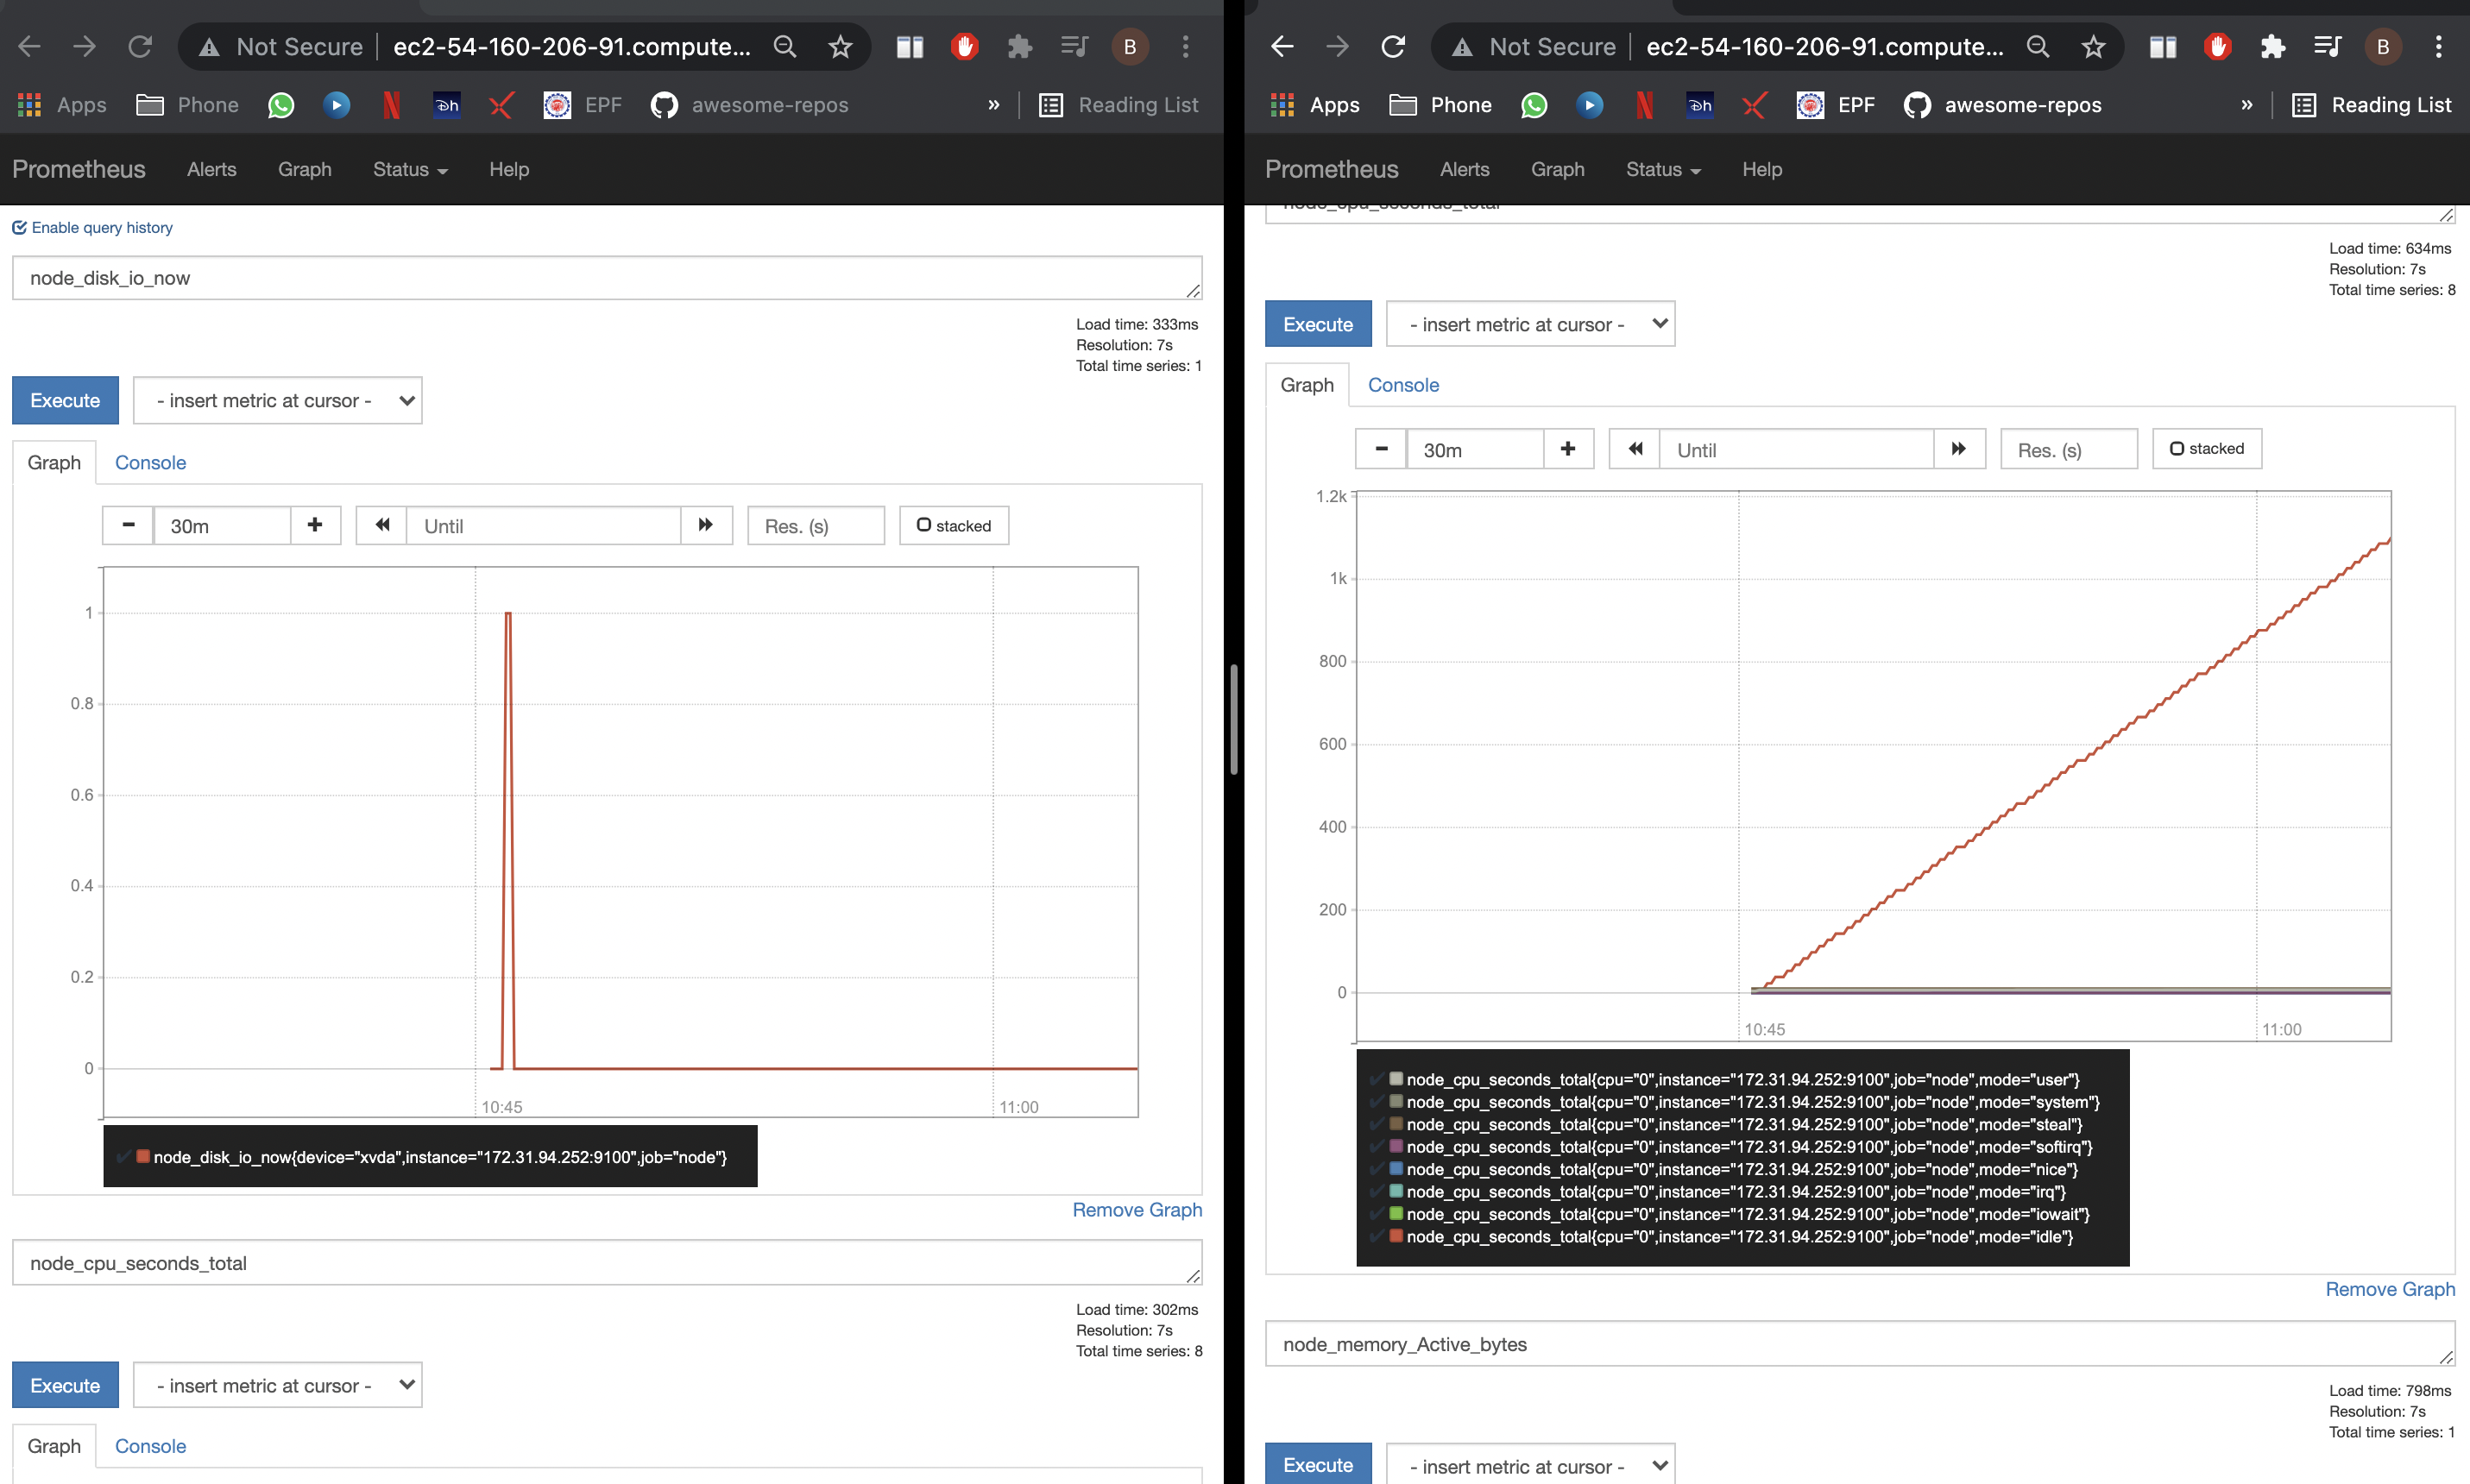 Not Secure ec2-54-160-206-91.compute... B
Apps Phone Dh EPF awesome-repos » Reading List
Prometheus Alerts Graph Status Help
Enable query history
node_disk_io_now
Load time: 333ms
Resolution: 7s
Total time series: 1
Execute - insert metric at cursor -
Graph Console
− 30m + Until Res. (s) stacked
1
0.8
0.6
0.4
0.2
0
10:45 11:00
node_disk_io_now{device="xvda",instance="172.31.94.252:9100",job="node"}
Remove Graph
node_cpu_seconds_total
Load time: 302ms
Resolution: 7s
Total time series: 8
Execute - insert metric at cursor -
Graph Console
Not Secure ec2-54-160-206-91.compute... B
Apps Phone Dh EPF awesome-repos » Reading List
Prometheus Alerts Graph Status Help
node_cpu_seconds_total
Load time: 634ms
Resolution: 7s
Total time series: 8
Execute - insert metric at cursor -
Graph Console
− 30m + Until Res. (s) stacked
1.2k
1k
800
600
400
200
0
10:45 11:00
node_cpu_seconds_total{cpu="0",instance="172.31.94.252:9100",job="node",mode="user"}
node_cpu_seconds_total{cpu="0",instance="172.31.94.252:9100",job="node",mode="system"}
node_cpu_seconds_total{cpu="0",instance="172.31.94.252:9100",job="node",mode="steal"}
node_cpu_seconds_total{cpu="0",instance="172.31.94.252:9100",job="node",mode="softirq"}
node_cpu_seconds_total{cpu="0",instance="172.31.94.252:9100",job="node",mode="nice"}
node_cpu_seconds_total{cpu="0",instance="172.31.94.252:9100",job="node",mode="irq"}
node_cpu_seconds_total{cpu="0",instance="172.31.94.252:9100",job="node",mode="iowait"}
node_cpu_seconds_total{cpu="0",instance="172.31.94.252:9100",job="node",mode="idle"}
Remove Graph
node_memory_Active_bytes
Load time: 798ms
Resolution: 7s
Total time series: 1
Execute - insert metric at cursor -